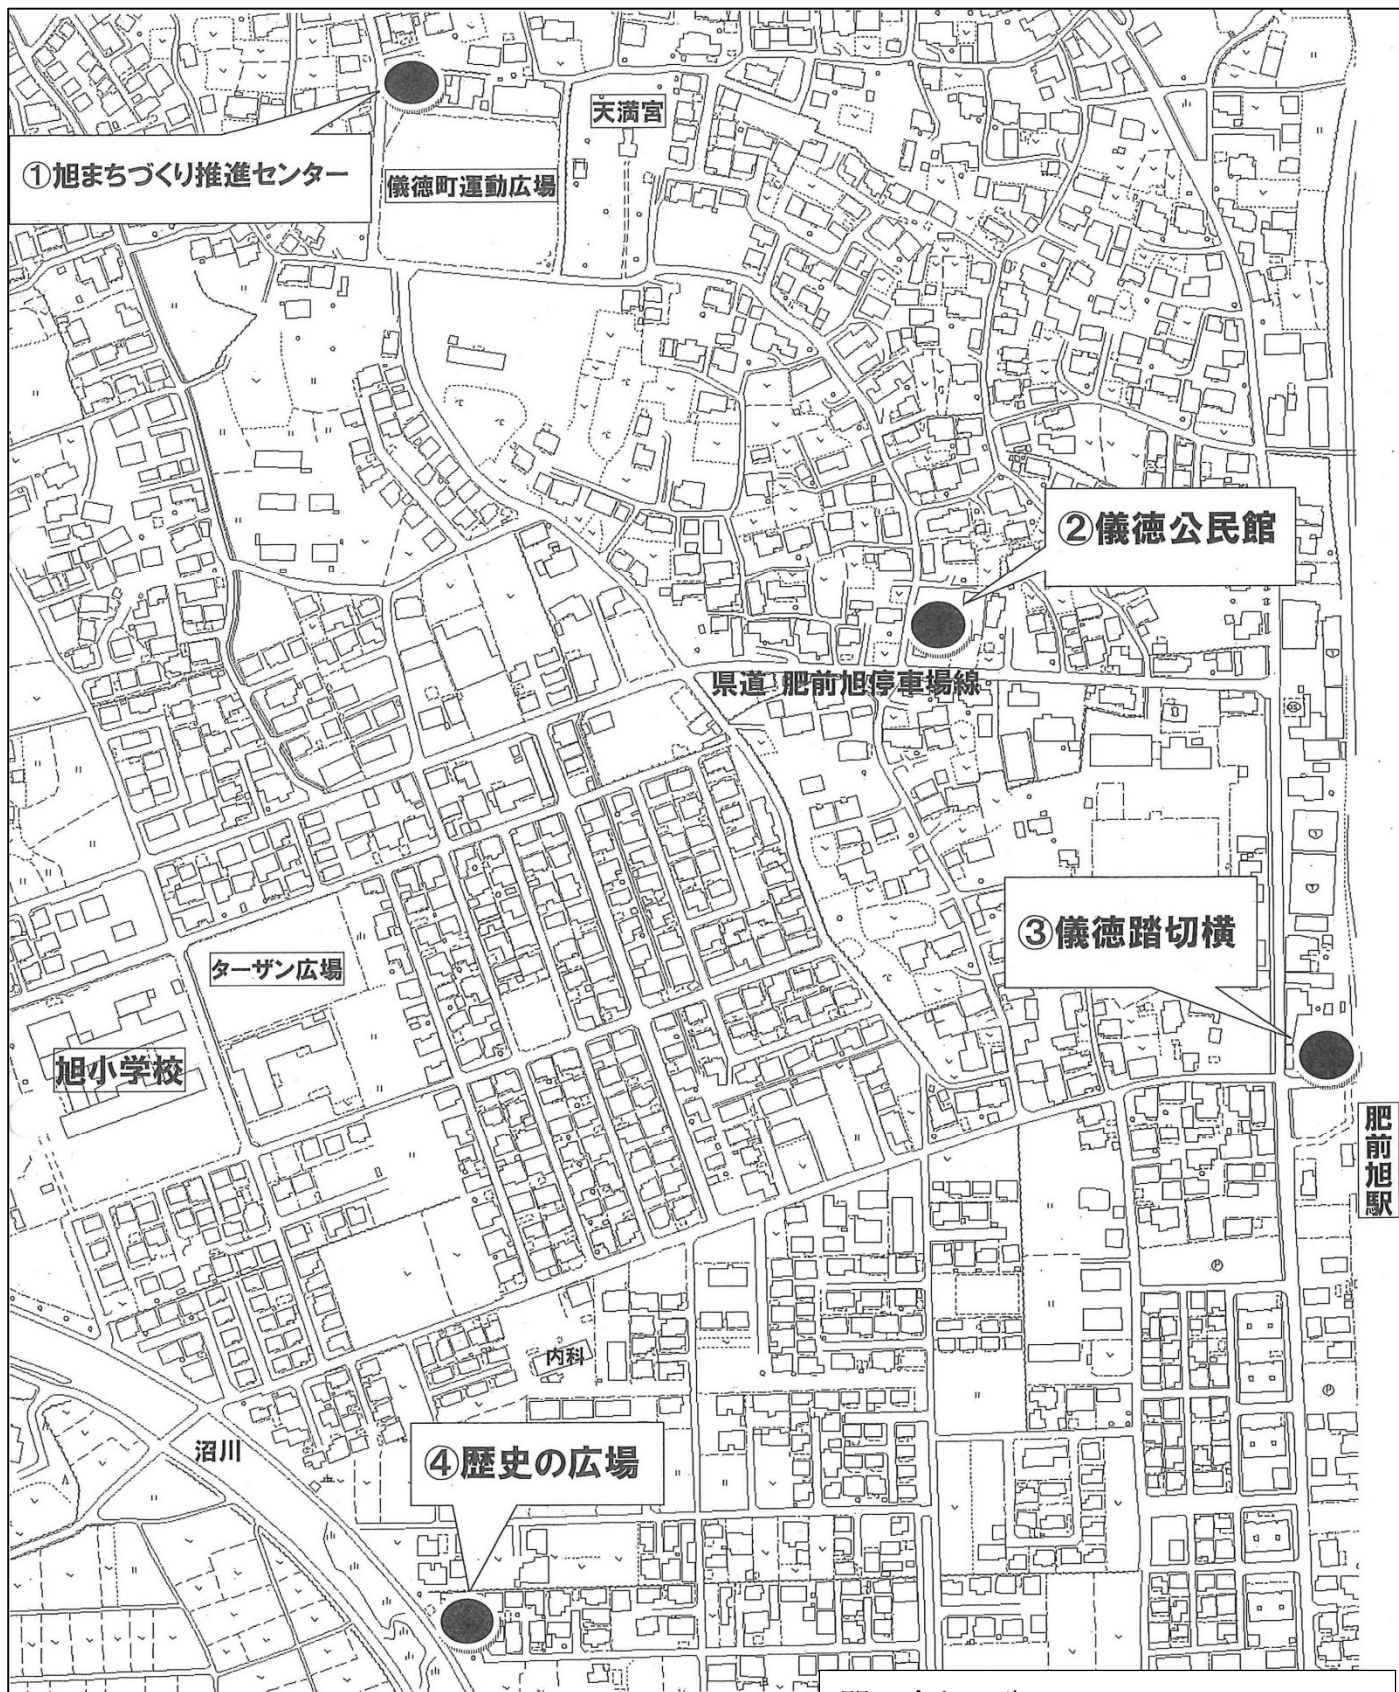 天満宮
①旭まちづくり推進センター
儀徳町運動広場
②儀徳公民館
県道 肥前旭停車場線
③儀徳踏切横
ターザン広場
旭小学校
肥前旭駅
内科
沼川
④歴史の広場